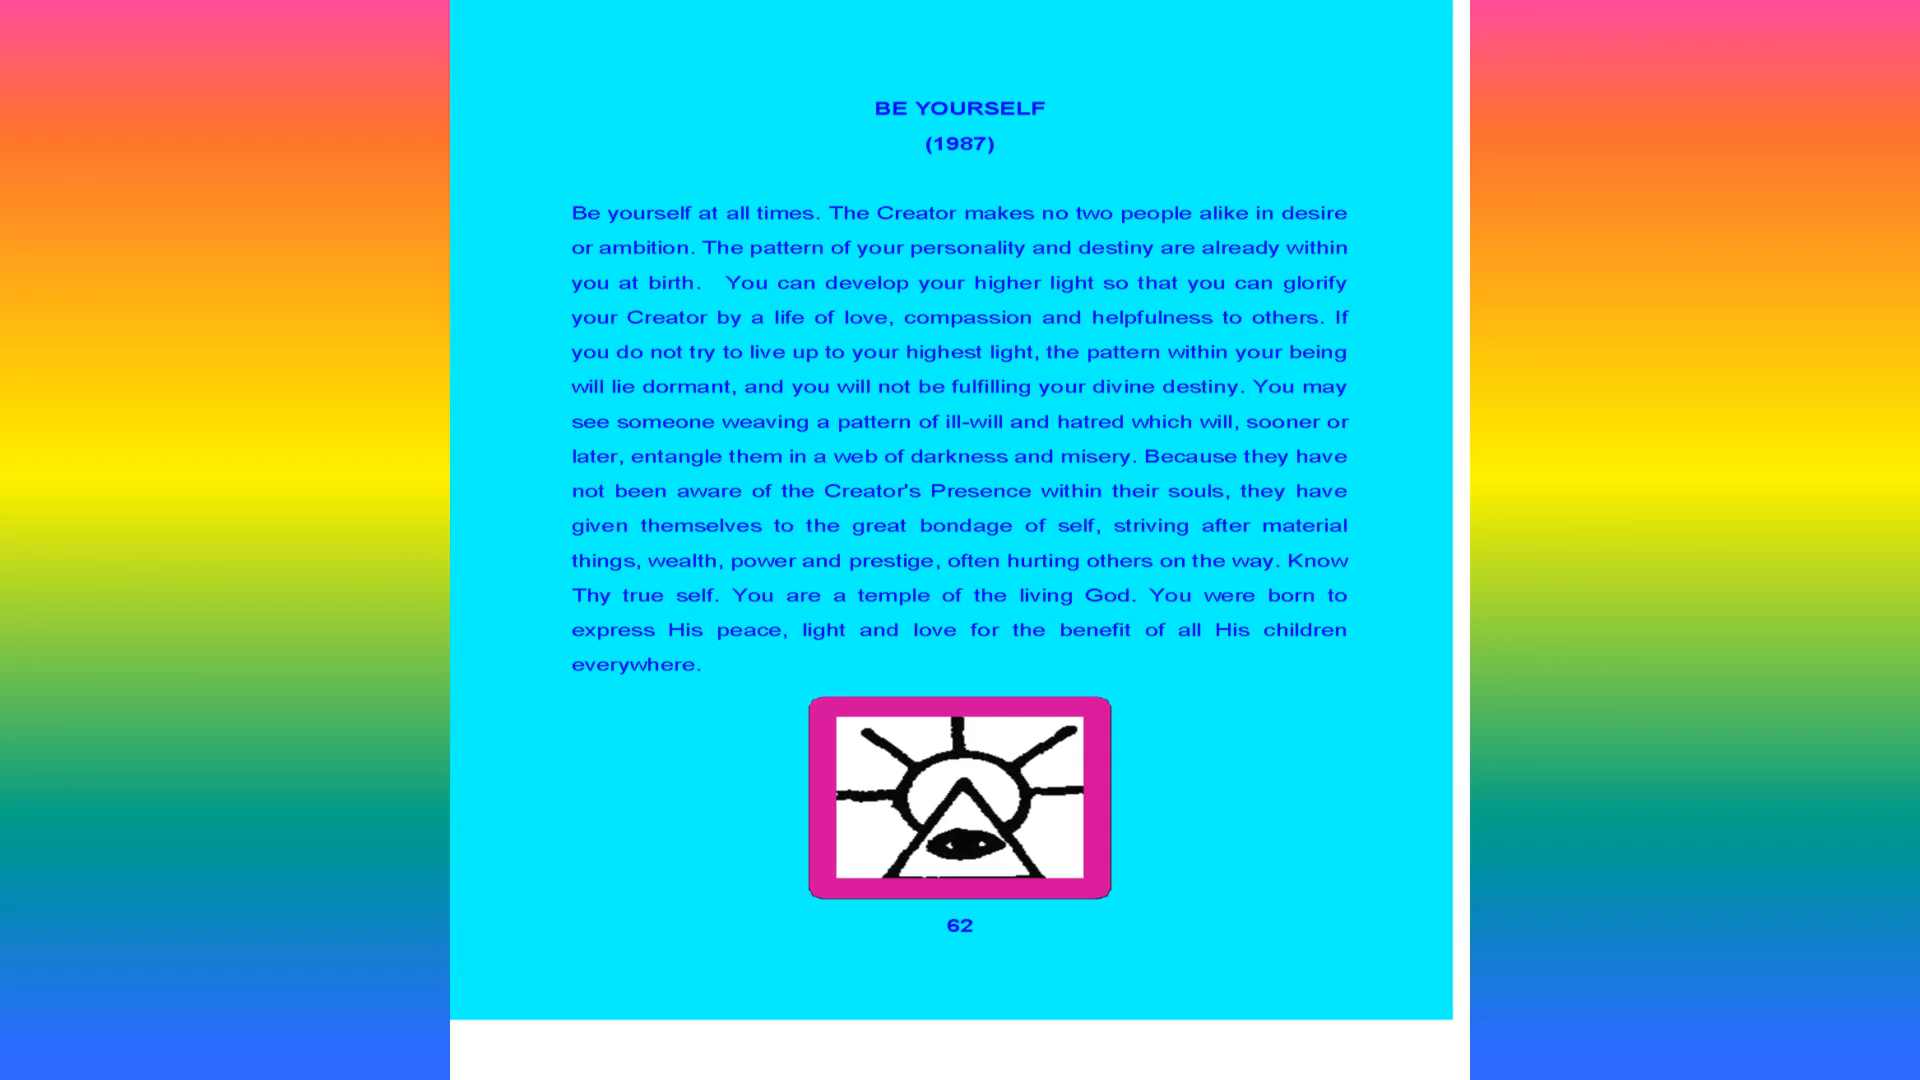 BE YOURSELF
(1987)
Be yourself at all times. The Creator makes no two people alike in desire
or ambition. The pattern of your personality and destiny are already within
you at birth. You can develop your higher light so that you can glorify
your Creator by a life of love, compassion and helpfulness to others. If
you do not try to live up to your highest light, the pattern within your being
will lie dormant, and you will not be fulfilling your divine destiny. You may
see someone weaving a pattern of ill-will and hatred which will, sooner or
later, entangle them in a web of darkness and misery. Because they have
not been aware of the Creator's Presence within their souls, they have
given themselves to the great bondage of self, striving after material
things, wealth, power and prestige, often hurting others on the way. Know
Thy true self. You are a temple of the living God. You were born to
express His peace, light and love for the benefit of all His children
everywhere.
62